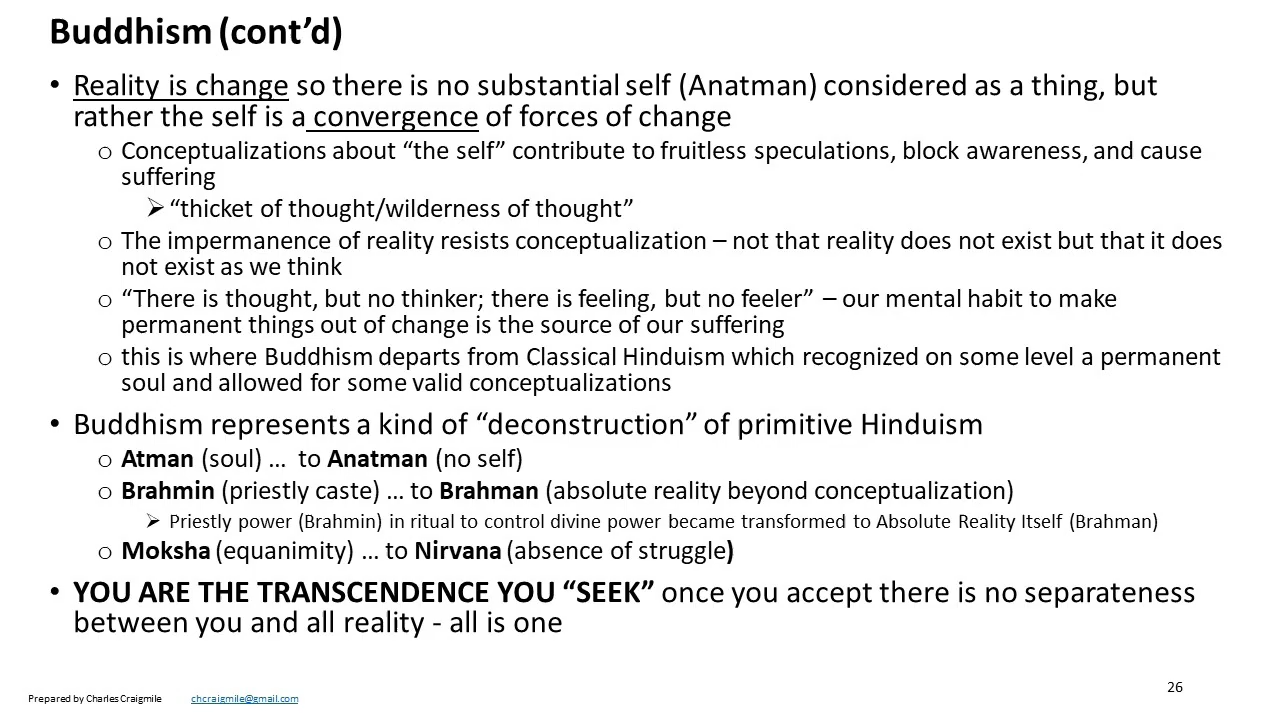 Buddhism (cont’d)
• Reality is change so there is no substantial self (Anatman) considered as a thing, but
rather the self is a convergence of forces of change
o Conceptualizations about “the self” contribute to fruitless speculations, block awareness, and cause
suffering
➢ “thicket of thought/wilderness of thought”
o The impermanence of reality resists conceptualization – not that reality does not exist but that it does
not exist as we think
o “There is thought, but no thinker; there is feeling, but no feeler” – our mental habit to make
permanent things out of change is the source of our suffering
o this is where Buddhism departs from Classical Hinduism which recognized on some level a permanent
soul and allowed for some valid conceptualizations
• Buddhism represents a kind of “deconstruction” of primitive Hinduism
o Atman (soul) … to Anatman (no self)
o Brahmin (priestly caste) … to Brahman (absolute reality beyond conceptualization)
➢ Priestly power (Brahmin) in ritual to control divine power became transformed to Absolute Reality Itself (Brahman)
o Moksha (equanimity) … to Nirvana (absence of struggle)
• YOU ARE THE TRANSCENDENCE YOU “SEEK” once you accept there is no separateness
between you and all reality - all is one
Prepared by Charles Craigmile chcraigmile@gmail.com
26